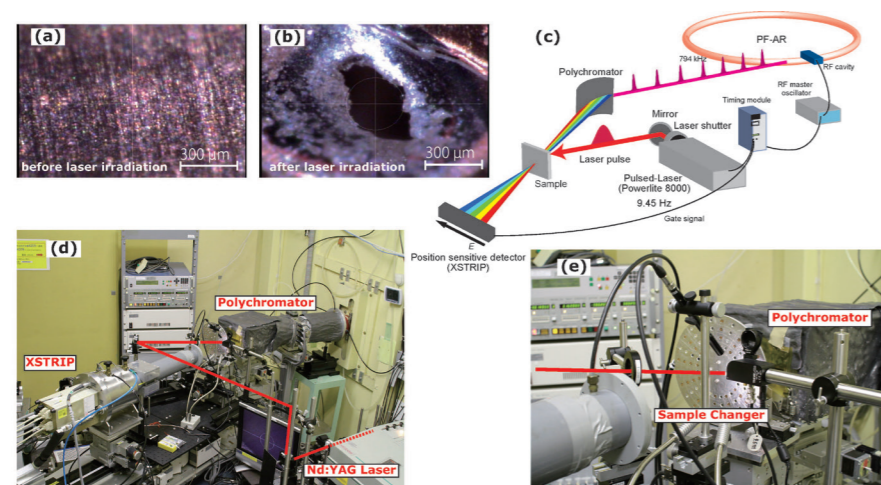 (a)
before laser irradiation
300 µm
(b)
after laser irradiation
300 µm
(c)
PF-AR
794 kHz
RF cavity
Polychromator
RF master
oscillator
Timing module
Mirror
Laser shutter
Laser pulse
Sample
Pulsed-Laser
(Powerlite 8000)
9.45 Hz
Gate signal
E
Position sensitive detector
(XSTRIP)
(d)
Polychromator
XSTRIP
Nd:YAG Laser
(e)
Polychromator
Sample Changer